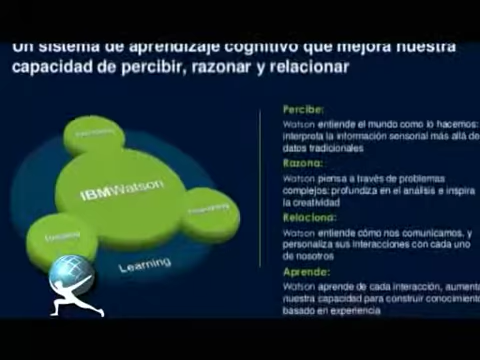 Un sistema de aprendizaje cognitivo que mejora nuestra
capacidad de percibir, razonar y relacionar
IBMWatson
Learning
Percibe:
Watson entiende el mundo como lo hacemos:
interpreta la información sensorial más allá de
datos tradicionales
Razona:
Watson piensa a través de problemas
complejos: profundiza en el análisis e inspira
la creatividad
Relaciona:
Watson entiende cómo nos comunicamos, y
personaliza sus interacciones con cada uno
de nosotros
Aprende:
Watson aprende de cada interacción, aumenta
nuestra capacidad para construir conocimiento
basado en experiencia